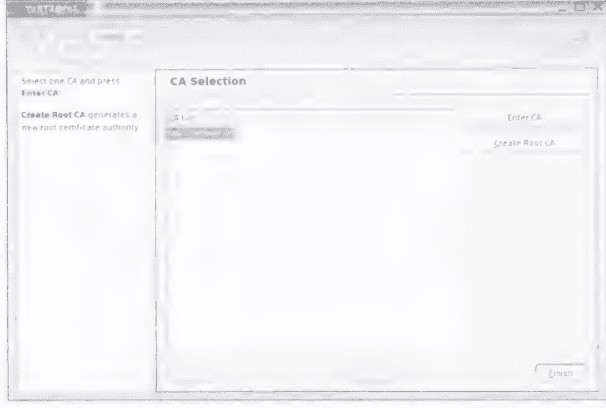 Select one CA and press
Enter CA
Create Root CA generates a
new root certificate authority
CA Selection
Enter CA
Create Root CA
Finish